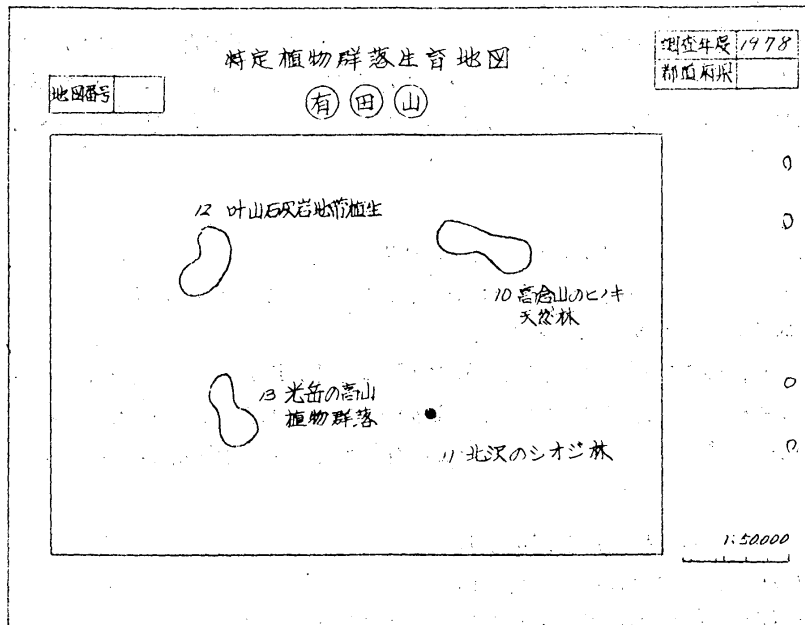 特定植物群落生育地図
調査年度 1978
都道府県
地図番号
有田山
12 叶山石灰岩地帯植生
10 高倉山のヒノキ
天然林
13 光岳の高山
植物群落
11 北沢のシオジ林
1:50000